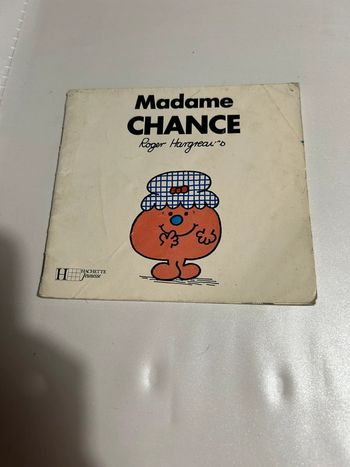 Madame
CHANCE
Roger Hargreaves
H HACHETTE
Jeunesse